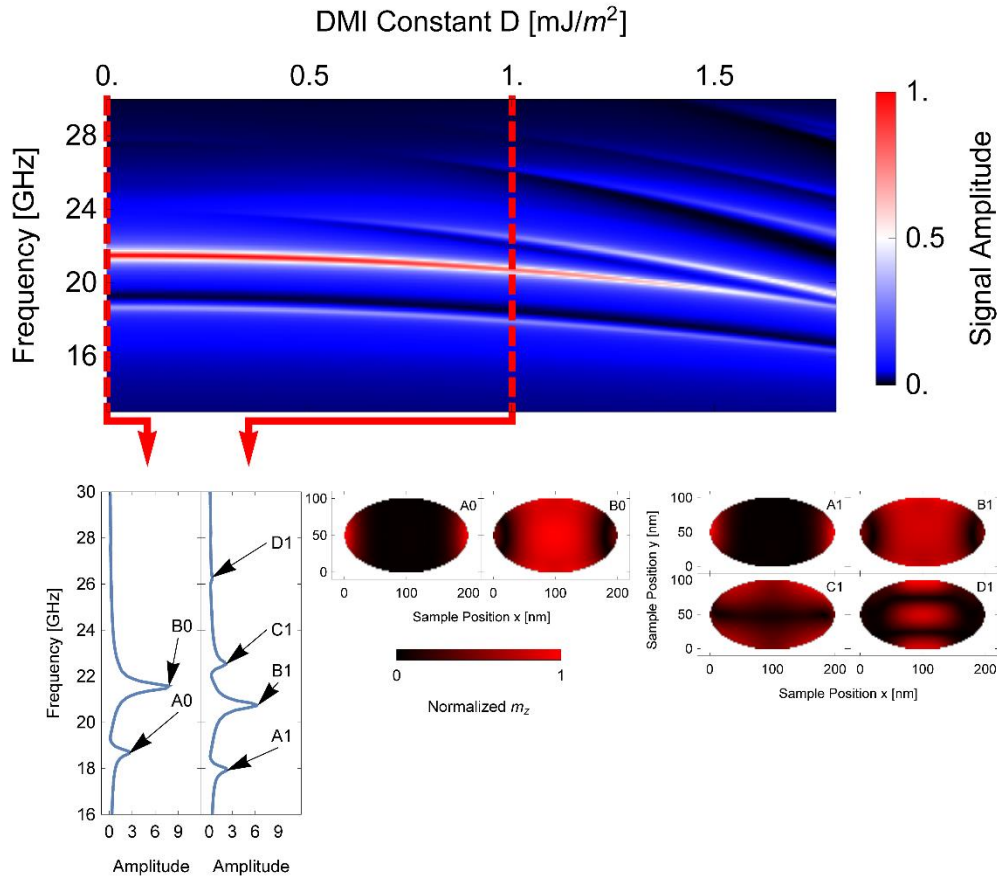 DMI Constant D [mJ/m²]
0. 0.5 1. 1.5
Frequency [GHz]
28
24
20
16
1.
0.5
0.
Signal Amplitude
Frequency [GHz]
30
28
26
24
22
20
18
16
B0
A0
D1
C1
B1
A1
0 3 6 9 0 3 6 9
Amplitude Amplitude
100
50
0
A0 B0
0 100 200 0 100 200
Sample Position x [nm]
0 1
Normalized m_z
Sample Position y [nm]
100
50
0
A1 B1
100
50
0
C1 D1
0 100 200 0 100 200
Sample Position x [nm]